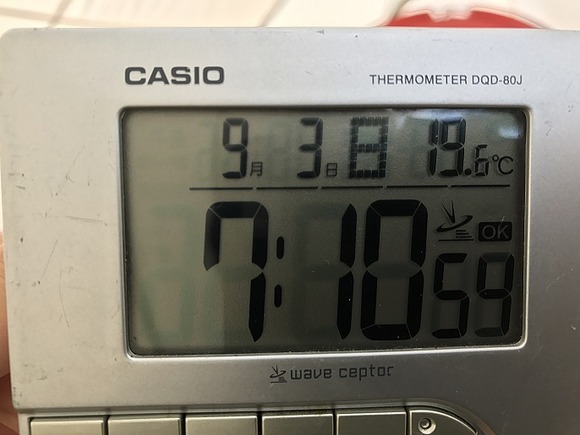 CASIO THERMOMETER DQD-80J
9月 3日 日 19.6℃
7:10 59 OK
wave ceptor